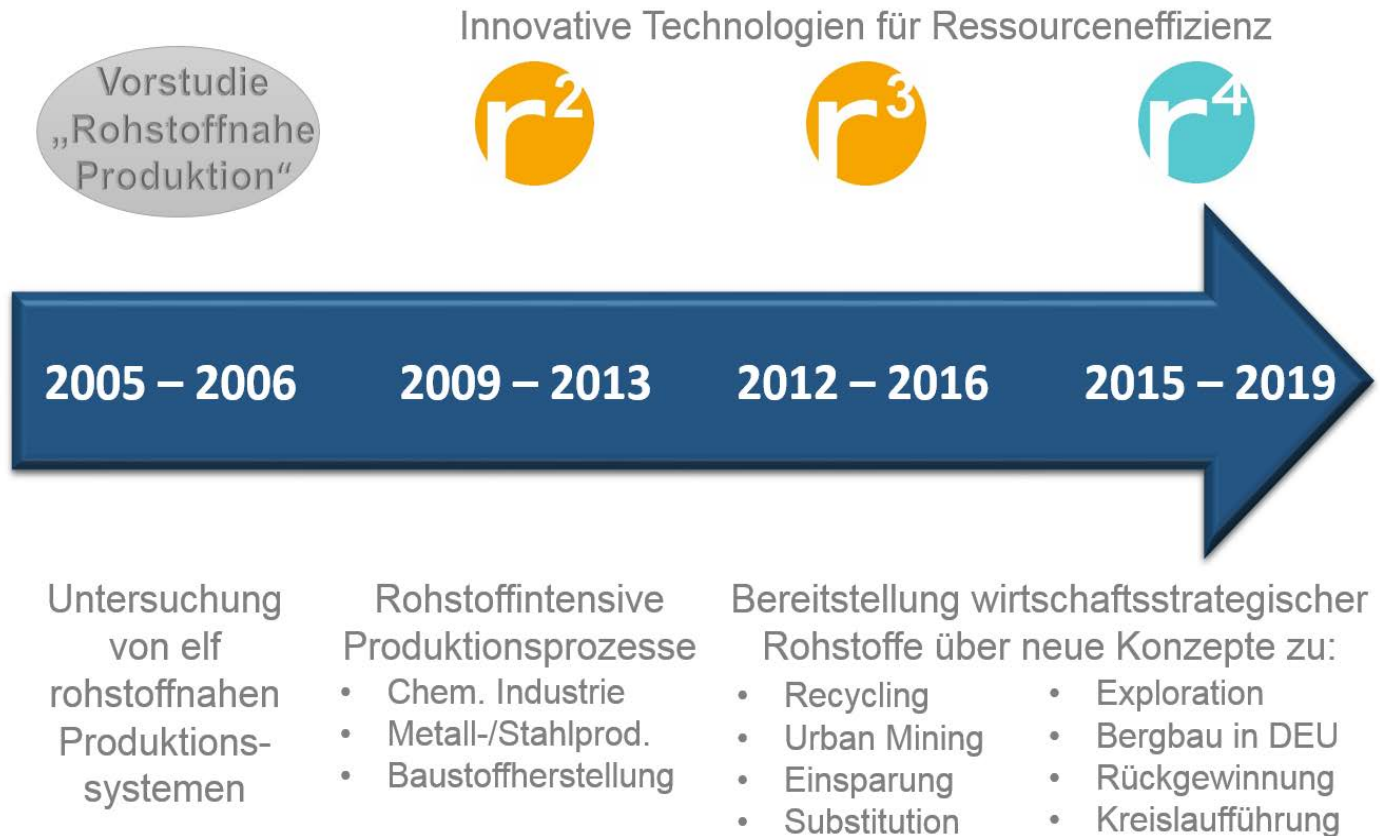 Innovative Technologien für Ressourceneffizienz
Vorstudie
„Rohstoffnahe
Produktion“
r²
r³
r⁴
2005 – 2006
2009 – 2013
2012 – 2016
2015 – 2019
Untersuchung
von elf
rohstoffnahen
Produktions-
systemen
Rohstoffintensive
Produktionsprozesse
• Chem. Industrie
• Metall-/Stahlprod.
• Baustoffherstellung
Bereitstellung wirtschaftsstrategischer
Rohstoffe über neue Konzepte zu:
• Recycling
• Urban Mining
• Einsparung
• Substitution
• Exploration
• Bergbau in DEU
• Rückgewinnung
• Kreislaufführung